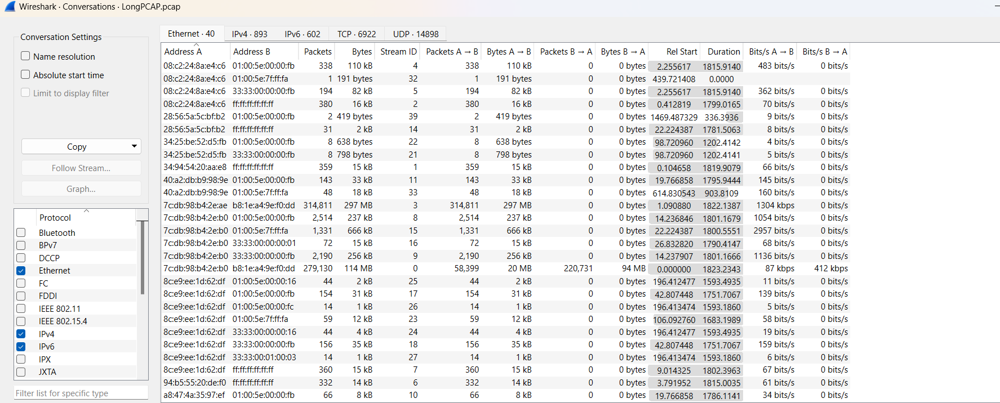 Wireshark · Conversations · LongPCAP.pcap
Conversation Settings
Name resolution
Absolute start time
Limit to display filter
Copy
Follow Stream...
Graph...
Protocol
Bluetooth
BPv7
DCCP
Ethernet
FC
FDDI
IEEE 802.11
IEEE 802.15.4
IPv4
IPv6
IPX
JXTA
Filter list for specific type
Ethernet · 40 IPv4 · 893 IPv6 · 602 TCP · 6922 UDP · 14898
Address A Address B Packets Bytes Stream ID Packets A → B Bytes A → B Packets B → A Bytes B → A Rel Start Duration Bits/s A → B Bits/s B → A
08:c2:24:8a:e4:c6 01:00:5e:00:00:fb 338 110 kB 4 338 110 kB 0 0 bytes 2.255617 1815.9140 483 bits/s 0 bits/s
08:c2:24:8a:e4:c6 01:00:5e:7f:ff:fa 1 191 bytes 32 1 191 bytes 0 0 bytes 439.721408 0.0000
08:c2:24:8a:e4:c6 33:33:00:00:00:fb 194 82 kB 5 194 82 kB 0 0 bytes 2.255617 1815.9140 362 bits/s 0 bits/s
08:c2:24:8a:e4:c6 ff:ff:ff:ff:ff:ff 380 16 kB 2 380 16 kB 0 0 bytes 0.412819 1799.0165 70 bits/s 0 bits/s
28:56:5a:5c:bf:b2 01:00:5e:00:00:fb 2 419 bytes 39 2 419 bytes 0 0 bytes 1469.487329 336.3936 9 bits/s 0 bits/s
28:56:5a:5c:bf:b2 ff:ff:ff:ff:ff:ff 31 2 kB 14 31 2 kB 0 0 bytes 22.224387 1781.5063 8 bits/s 0 bits/s
34:25:be:52:d5:fb 01:00:5e:00:00:fb 8 638 bytes 22 8 638 bytes 0 0 bytes 98.720960 1202.4142 4 bits/s 0 bits/s
34:25:be:52:d5:fb 33:33:00:00:00:fb 8 798 bytes 21 8 798 bytes 0 0 bytes 98.720960 1202.4141 5 bits/s 0 bits/s
34:94:54:20:aa:e8 ff:ff:ff:ff:ff:ff 359 15 kB 1 359 15 kB 0 0 bytes 0.104658 1819.9079 66 bits/s 0 bits/s
40:a2:db:b9:98:9e 01:00:5e:00:00:fb 143 33 kB 11 143 33 kB 0 0 bytes 19.766858 1795.9444 145 bits/s 0 bits/s
40:a2:db:b9:98:9e 01:00:5e:7f:ff:fa 48 18 kB 33 48 18 kB 0 0 bytes 614.830543 903.8109 160 bits/s 0 bits/s
7c:db:98:b4:2e:ae b8:1e:a4:9e:f0:dd 314,811 297 MB 3 314,811 297 MB 0 0 bytes 1.090880 1822.1387 1304 kbps 0 bits/s
7c:db:98:b4:2e:b0 01:00:5e:00:00:fb 2,514 237 kB 8 2,514 237 kB 0 0 bytes 14.236846 1801.1679 1054 bits/s 0 bits/s
7c:db:98:b4:2e:b0 01:00:5e:7f:ff:fa 1,331 666 kB 15 1,331 666 kB 0 0 bytes 22.224387 1800.5551 2957 bits/s 0 bits/s
7c:db:98:b4:2e:b0 33:33:00:00:00:01 72 15 kB 16 72 15 kB 0 0 bytes 26.832820 1790.4147 68 bits/s 0 bits/s
7c:db:98:b4:2e:b0 33:33:00:00:00:fb 2,190 256 kB 9 2,190 256 kB 0 0 bytes 14.237907 1801.1666 1136 bits/s 0 bits/s
7c:db:98:b4:2e:b0 b8:1e:a4:9e:f0:dd 279,130 114 MB 0 58,399 20 MB 220,731 94 MB 0.000000 1823.2343 87 kbps 412 kbps
8c:e9:ee:1d:62:df 01:00:5e:00:00:16 44 2 kB 25 44 2 kB 0 0 bytes 196.412477 1593.4935 11 bits/s 0 bits/s
8c:e9:ee:1d:62:df 01:00:5e:00:00:fb 154 31 kB 17 154 31 kB 0 0 bytes 42.807448 1751.7067 139 bits/s 0 bits/s
8c:e9:ee:1d:62:df 01:00:5e:00:00:fc 14 1 kB 26 14 1 kB 0 0 bytes 196.413474 1593.1860 5 bits/s 0 bits/s
8c:e9:ee:1d:62:df 01:00:5e:7f:ff:fa 59 12 kB 23 59 12 kB 0 0 bytes 106.092760 1683.1989 58 bits/s 0 bits/s
8c:e9:ee:1d:62:df 33:33:00:00:00:16 44 4 kB 24 44 4 kB 0 0 bytes 196.412477 1593.4935 19 bits/s 0 bits/s
8c:e9:ee:1d:62:df 33:33:00:00:00:fb 156 35 kB 18 156 35 kB 0 0 bytes 42.807448 1751.7067 159 bits/s 0 bits/s
8c:e9:ee:1d:62:df 33:33:00:01:00:03 14 1 kB 27 14 1 kB 0 0 bytes 196.413474 1593.1860 6 bits/s 0 bits/s
8c:e9:ee:1d:62:df ff:ff:ff:ff:ff:ff 360 15 kB 7 360 15 kB 0 0 bytes 9.014325 1802.3963 67 bits/s 0 bits/s
94:b5:55:20:de:f0 ff:ff:ff:ff:ff:ff 332 14 kB 6 332 14 kB 0 0 bytes 3.791952 1815.0035 61 bits/s 0 bits/s
a8:47:4a:35:97:ef 01:00:5e:00:00:fb 66 8 kB 10 66 8 kB 0 0 bytes 19.766858 1786.1141 34 bits/s 0 bits/s